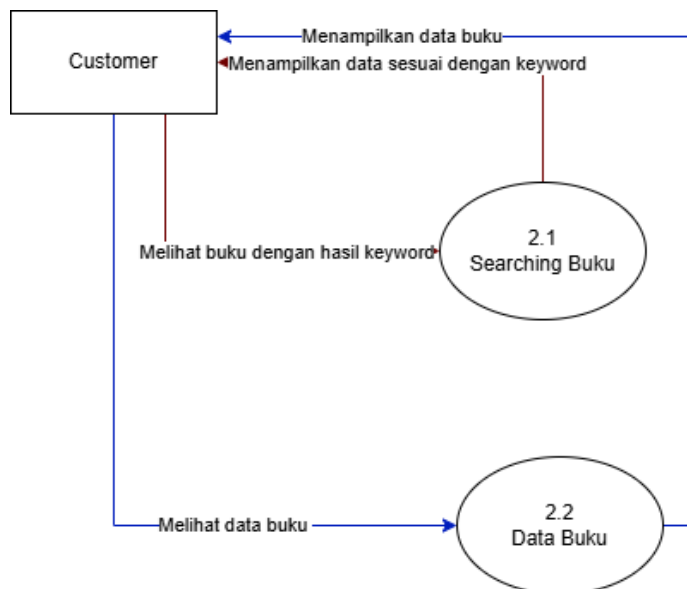 Menampilkan data buku
Customer
Menampilkan data sesuai dengan keyword
2.1
Searching Buku
Melihat buku dengan hasil keyword
2.2
Data Buku
Melihat data buku